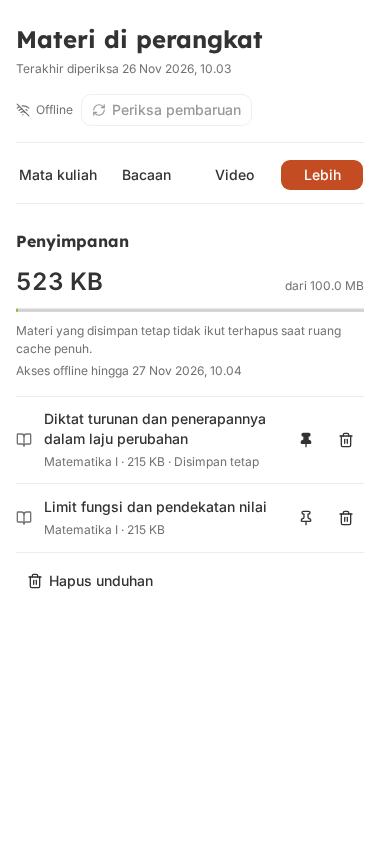 Materi di perangkat
Terakhir diperiksa 26 Nov 2026, 10.03
Offline
Periksa pembaruan
Mata kuliah
Bacaan
Video
Lebih
Penyimpanan
523 KB
dari 100.0 MB
Materi yang disimpan tetap tidak ikut terhapus saat ruang
cache penuh.
Akses offline hingga 27 Nov 2026, 10.04
Diktat turunan dan penerapannya
dalam laju perubahan
Matematika I · 215 KB · Disimpan tetap
Limit fungsi dan pendekatan nilai
Matematika I · 215 KB
Hapus unduhan